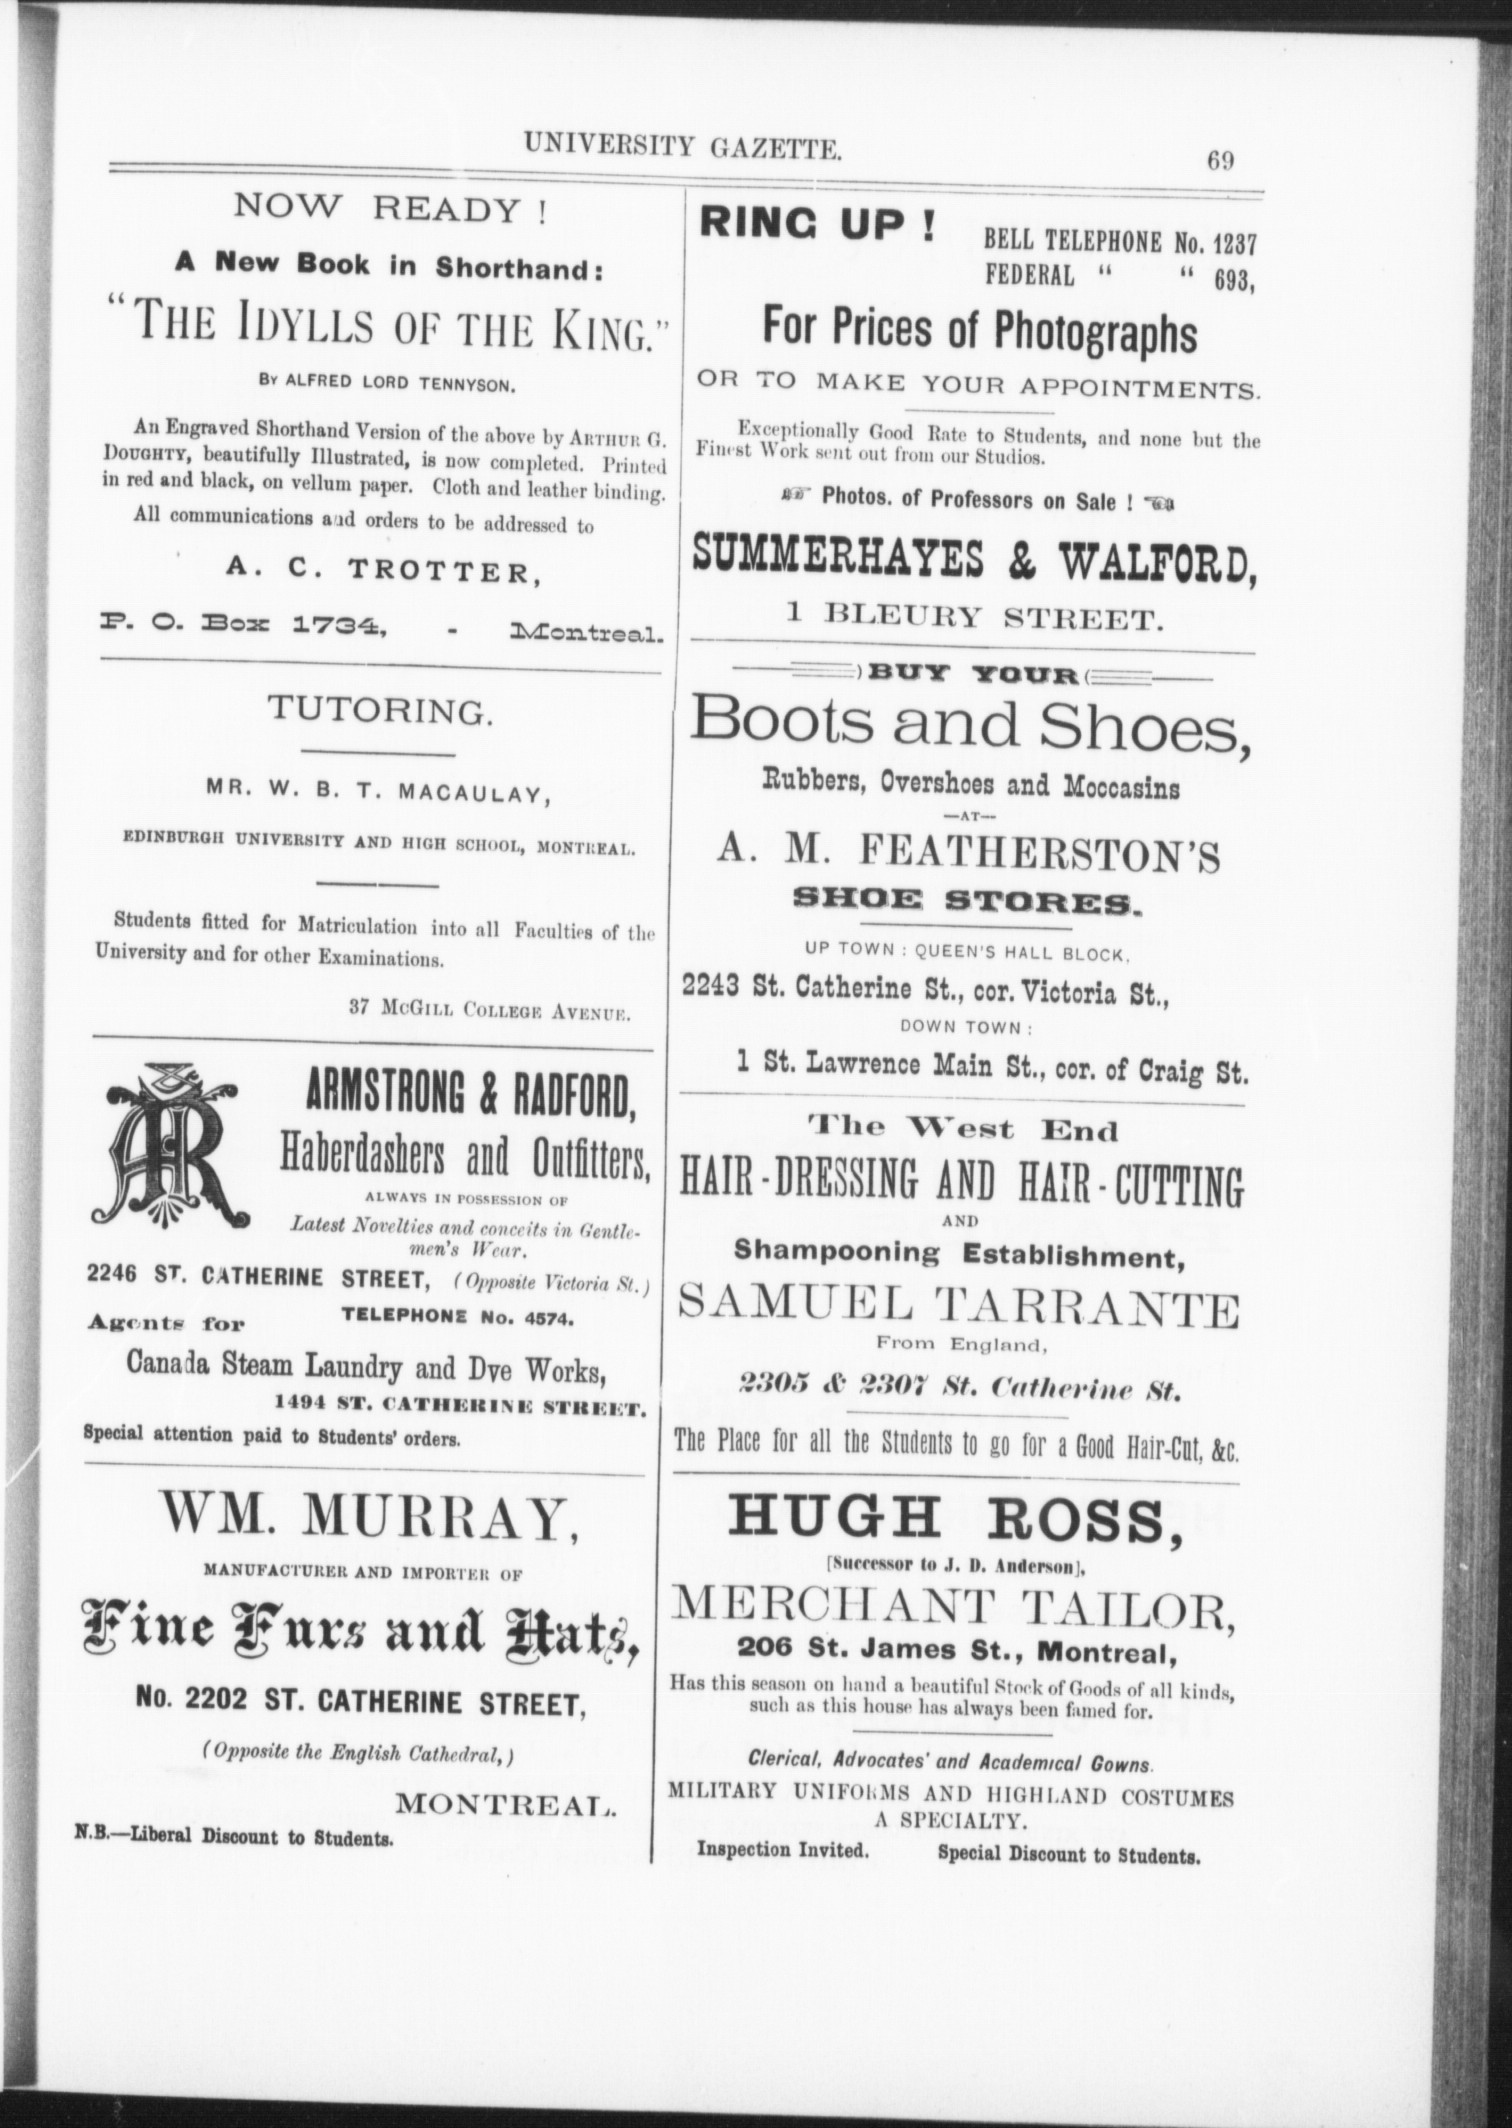 UNIVERSITY GAZETTE.
69
NOW READY !
A New Book in Shorthand:
"THE IDYLLS OF THE KING."
BY ALFRED LORD TENNYSON.
An Engraved Shorthand Version of the above by ARTHUR G.
DOUGHTY, beautifully Illustrated, is now completed. Printed
in red and black, on vellum paper. Cloth and leather binding.
All communications and orders to be addressed to
A. C. TROTTER,
P. O. Box 1734, - Montreal.
TUTORING.
MR. W. B. T. MACAULAY,
EDINBURGH UNIVERSITY AND HIGH SCHOOL, MONTREAL.
Students fitted for Matriculation into all Faculties of the
University and for other Examinations.
37 MCGILL COLLEGE AVENUE.
AR
ARMSTRONG & RADFORD,
Haberdashers and Outfitters,
ALWAYS IN POSSESSION OF
Latest Novelties and conceits in Gentle-
men's Wear.
2246 ST. CATHERINE STREET, (Opposite Victoria St.)
TELEPHONE No. 4574.
Agents for
Canada Steam Laundry and Dye Works,
1494 ST. CATHERINE STREET.
Special attention paid to Students' orders.
WM. MURRAY,
MANUFACTURER AND IMPORTER OF
Fine Furs and Hats,
No. 2202 ST. CATHERINE STREET,
(Opposite the English Cathedral,)
MONTREAL.
N.B.—Liberal Discount to Students.
RING UP !
BELL TELEPHONE No. 1237
FEDERAL " " 693,
For Prices of Photographs
OR TO MAKE YOUR APPOINTMENTS.
Exceptionally Good Rate to Students, and none but the
Finest Work sent out from our Studios.
☞ Photos. of Professors on Sale ! ☜
SUMMERHAYES & WALFORD,
1 BLEURY STREET.
BUY YOUR
Boots and Shoes,
Rubbers, Overshoes and Moccasins
—AT—
A. M. FEATHERSTON'S
SHOE STORES.
UP TOWN : QUEEN'S HALL BLOCK,
2243 St. Catherine St., cor. Victoria St.,
DOWN TOWN :
1 St. Lawrence Main St., cor. of Craig St.
The West End
HAIR-DRESSING AND HAIR-CUTTING
AND
Shampooning Establishment,
SAMUEL TARRANTE
From England,
2305 & 2307 St. Catherine St.
The Place for all the Students to go for a Good Hair-Cut, &c.
HUGH ROSS,
[Successor to J. D. Anderson],
MERCHANT TAILOR,
206 St. James St., Montreal,
Has this season on hand a beautiful Stock of Goods of all kinds,
such as this house has always been famed for.
Clerical, Advocates' and Academical Gowns.
MILITARY UNIFORMS AND HIGHLAND COSTUMES
A SPECIALTY.
Inspection Invited. Special Discount to Students.